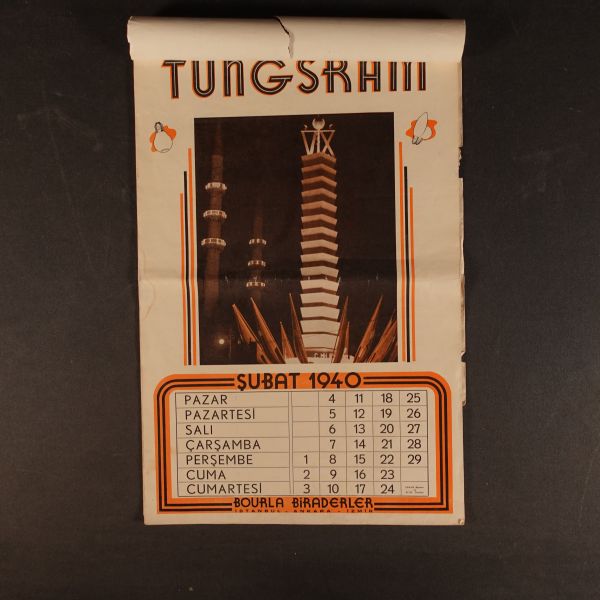 TUNGSRAM
ŞUBAT 1940
PAZAR 4 11 18 25
PAZARTESİ 5 12 19 26
SALI 6 13 20 27
ÇARŞAMBA 7 14 21 28
PERŞEMBE 1 8 15 22 29
CUMA 2 9 16 23
CUMARTESİ 3 10 17 24
BOURLA BİRADERLER
İSTANBUL - ANKARA - İZMİR